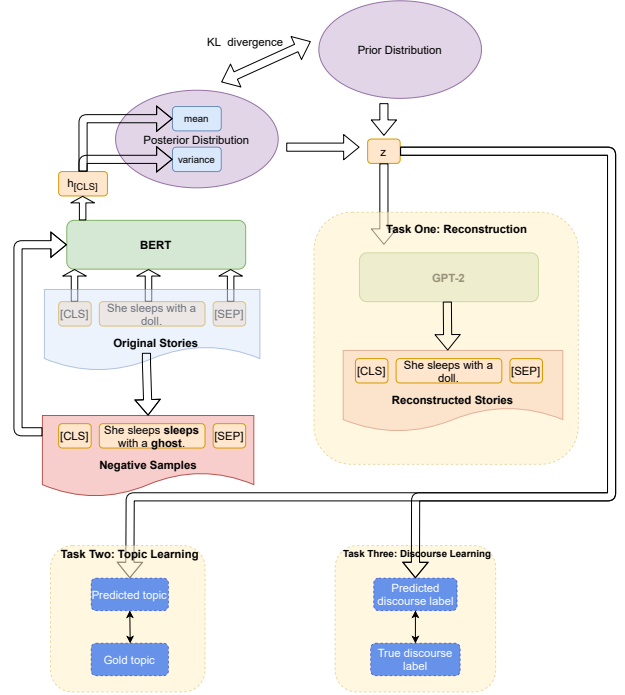 KL divergence
Prior Distribution
mean
Posterior Distribution
variance
z
h[CLS]
BERT
[CLS]
She sleeps with a
doll.
[SEP]
Original Stories
[CLS]
She sleeps sleeps
with a ghost.
[SEP]
Negative Samples
Task One: Reconstruction
GPT-2
[CLS]
She sleeps with a
doll.
[SEP]
Reconstructed Stories
Task Two: Topic Learning
Predicted topic
Gold topic
Task Three: Discourse Learning
Predicted
discourse label
True discourse
label